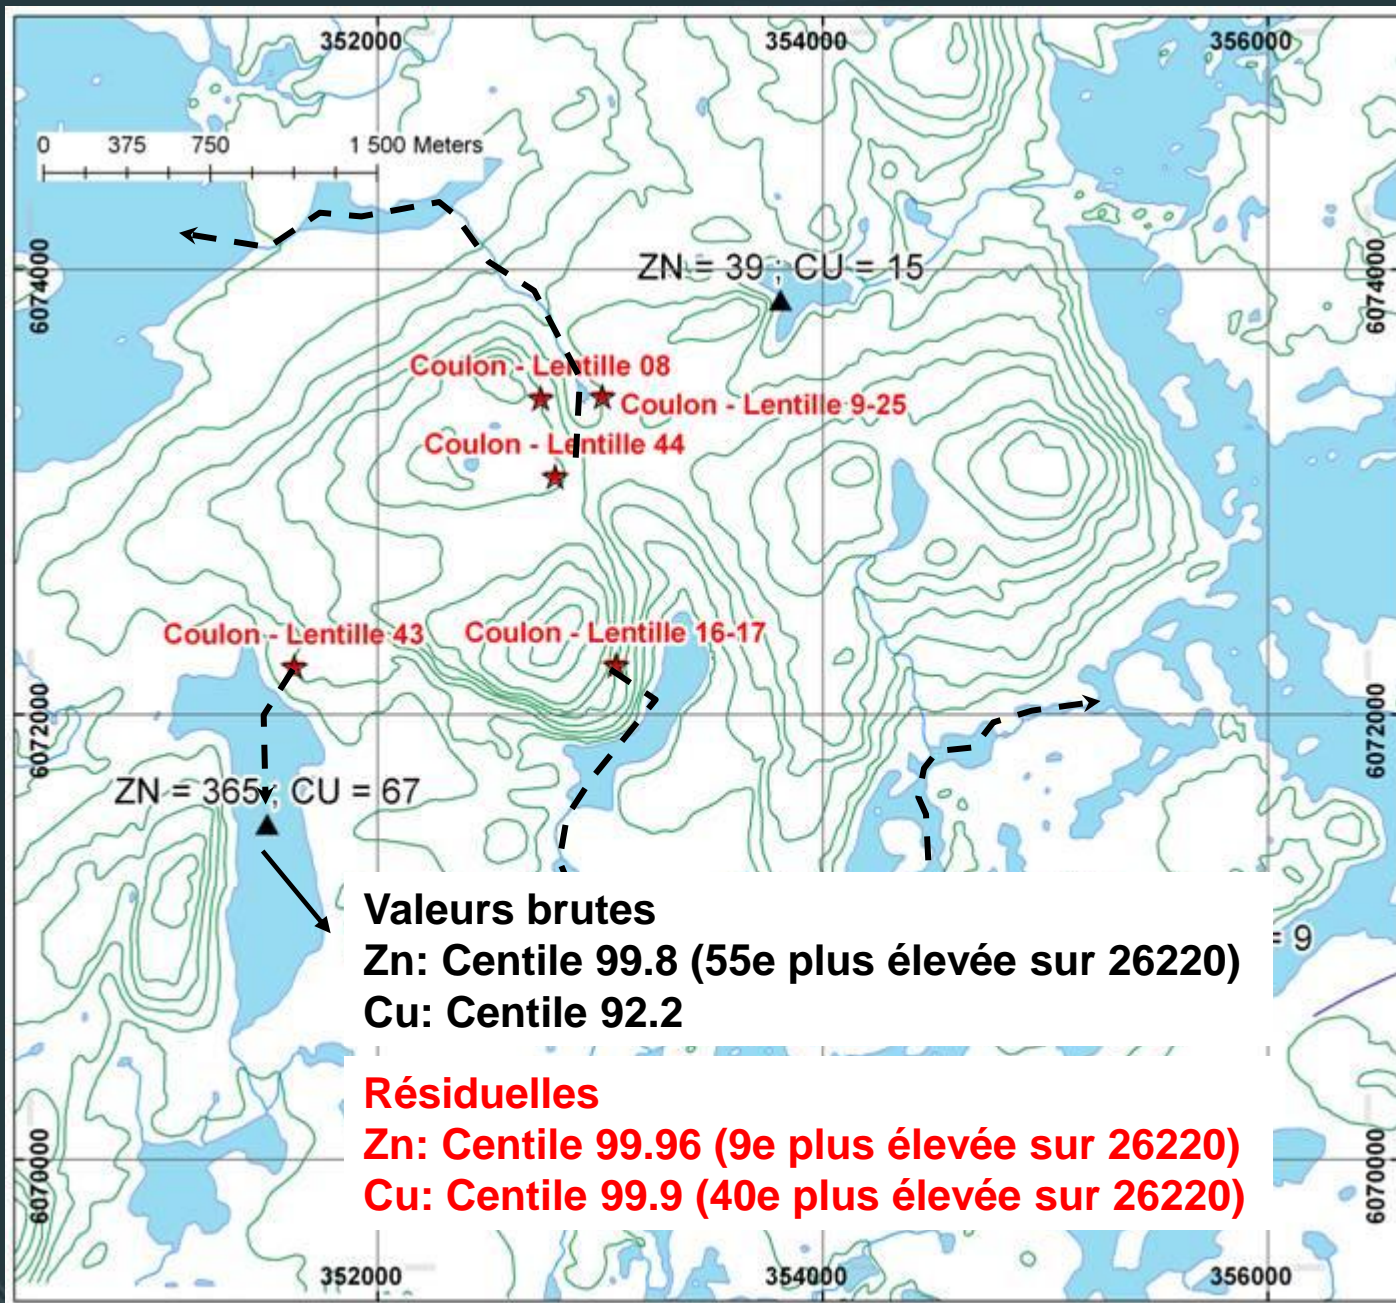 352000
354000
356000
0 375 750 1 500 Meters
6074000
6074000
ZN = 39 ; CU = 15
Coulon - Lentille 08
Coulon - Lentille 9-25
Coulon - Lentille 44
Coulon - Lentille 43
Coulon - Lentille 16-17
6072000
6072000
ZN = 365 ; CU = 67
Valeurs brutes
= 9
Zn: Centile 99.8 (55e plus élevée sur 26220)
Cu: Centile 92.2
Résiduelles
Zn: Centile 99.96 (9e plus élevée sur 26220)
Cu: Centile 99.9 (40e plus élevée sur 26220)
6070000
6070000
352000
354000
356000